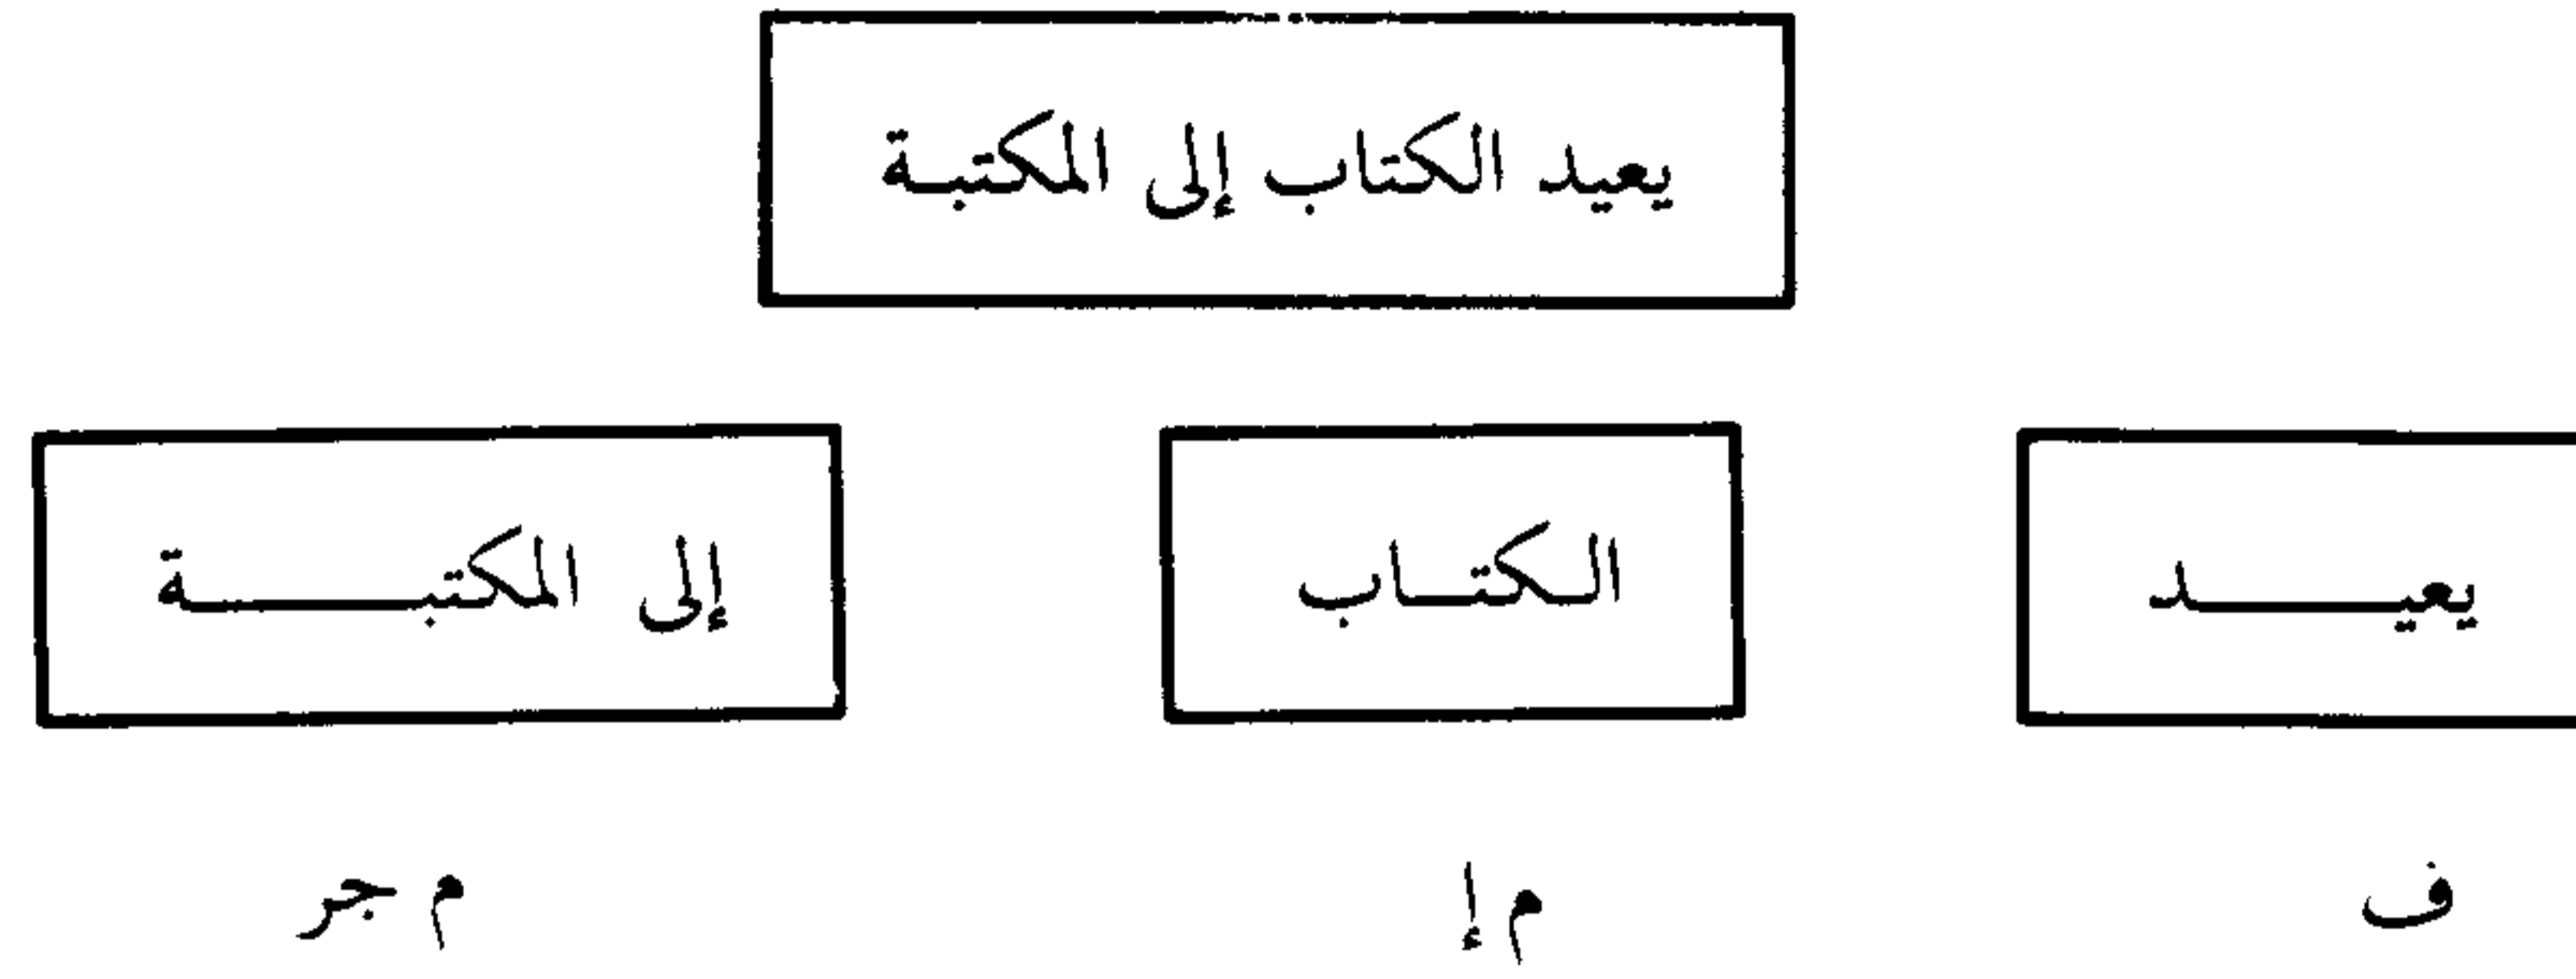 يعيد الكتاب إلى المكتبة
يعيد الكتاب إلى المكتبة
ف م إ م جر